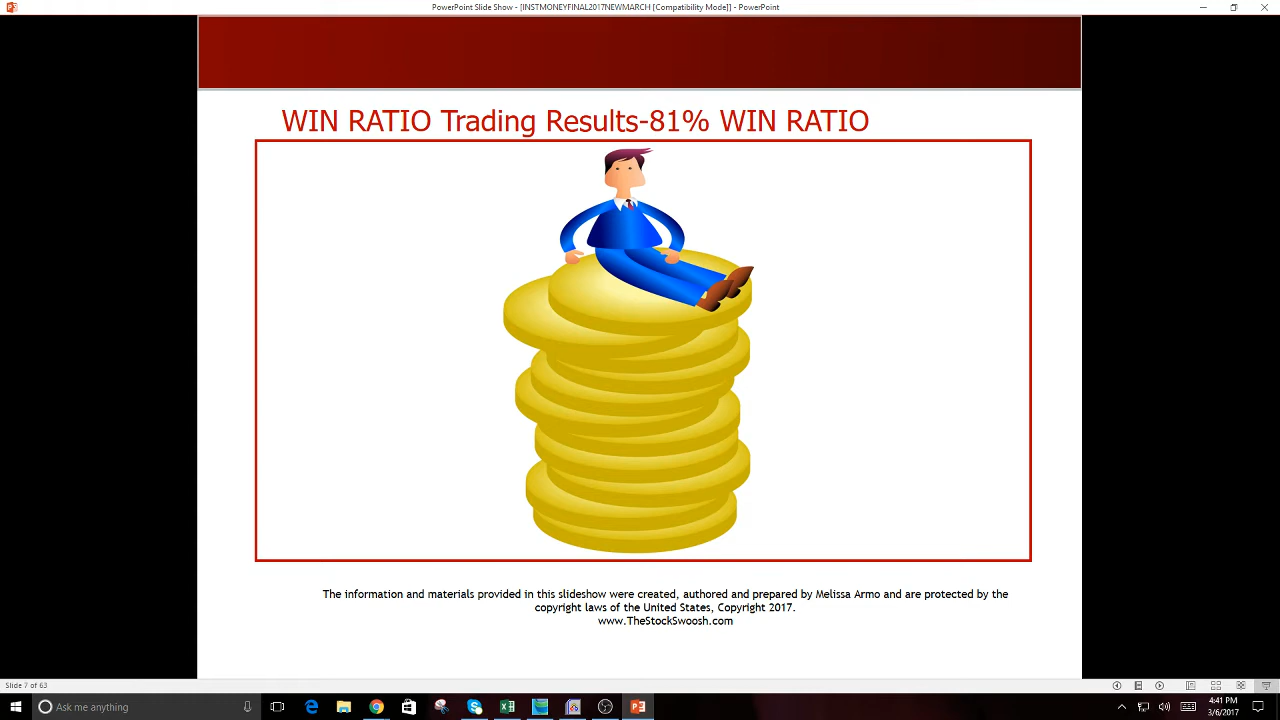 PowerPoint Slide Show - [INSTMONEYFINAL2017NEWMARCH [Compatibility Mode]] - PowerPoint
WIN RATIO Trading Results-81% WIN RATIO
The information and materials provided in this slideshow were created, authored and prepared by Melissa Armo and are protected by the
copyright laws of the United States, Copyright 2017.
www.TheStockSwoosh.com
Slide 7 of 63
Ask me anything
4:41 PM
3/6/2017